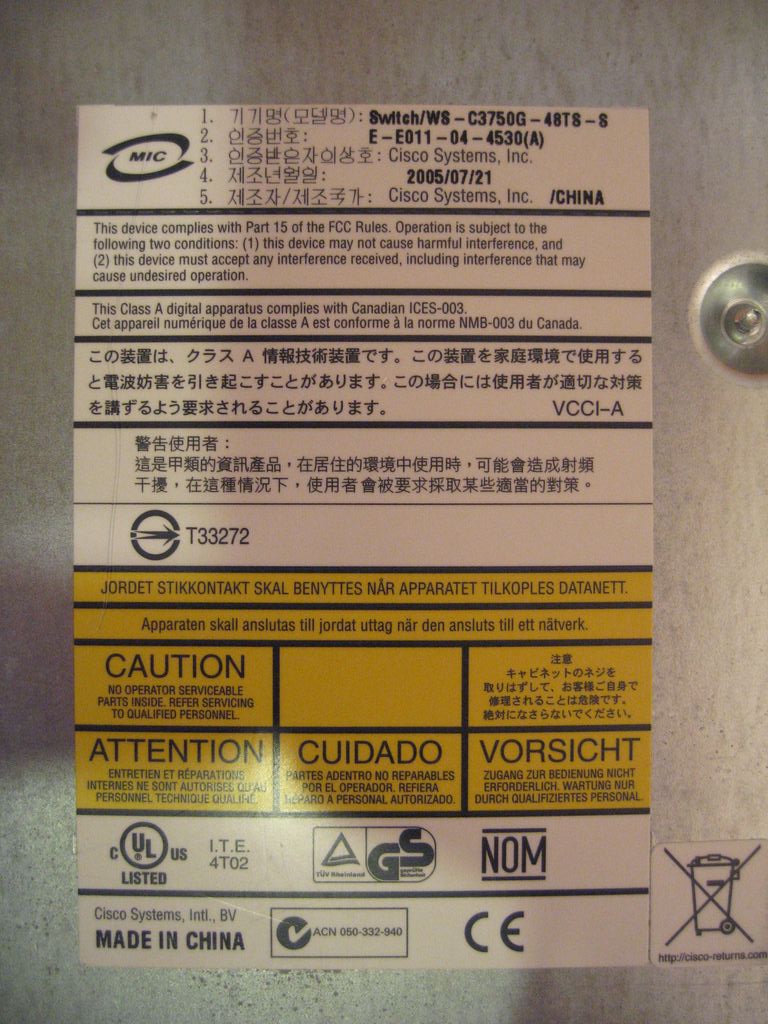 MIC
1. 기기명(모델명): Switch/WS-C3750G-48TS-S
2. 인증번호: E-E011-04-4530(A)
3. 인증받은자의상호: Cisco Systems, Inc.
4. 제조년월일: 2005/07/21
5. 제조자/제조국가: Cisco Systems, Inc. /CHINA
This device complies with Part 15 of the FCC Rules. Operation is subject to the
following two conditions: (1) this device may not cause harmful interference, and
(2) this device must accept any interference received, including interference that may
cause undesired operation.
This Class A digital apparatus complies with Canadian ICES-003.
Cet appareil numérique de la classe A est conforme à la norme NMB-003 du Canada.
この装置は、クラス A 情報技術装置です。この装置を家庭環境で使用する
と電波妨害を引き起こすことがあります。この場合には使用者が適切な対策
を講ずるよう要求されることがあります。 VCCI-A
警告使用者：
這是甲類的資訊產品，在居住的環境中使用時，可能會造成射頻
干擾，在這種情況下，使用者會被要求採取某些適當的對策。
T33272
JORDET STIKKONTAKT SKAL BENYTTES NÅR APPARATET TILKOPLES DATANETT.
Apparaten skall anslutas till jordat uttag när den ansluts till ett nätverk.
CAUTION
NO OPERATOR SERVICEABLE
PARTS INSIDE. REFER SERVICING
TO QUALIFIED PERSONNEL.
注意
キャビネットのネジを
取りはずして、お客様ご自身で
修理されることは危険です。
絶対になさらないでください。
ATTENTION
ENTRETIEN ET RÉPARATIONS
INTERNES NE SONT AUTORISÉS QU'AU
PERSONNEL TECHNIQUE QUALIFIÉ.
CUIDADO
PARTES ADENTRO NO REPARABLES
POR EL OPERADOR. REFIERA
REPARO A PERSONAL AUTORIZADO.
VORSICHT
ZUGANG ZUR BEDIENUNG NICHT
ERFORDERLICH. WARTUNG NUR
DURCH QUALIFIZIERTES PERSONAL.
C UL US
LISTED
I.T.E.
4T02
TÜV Rheinland
GS
geprüfte
Sicherheit
NOM
Cisco Systems, Intl., BV
MADE IN CHINA
ACN 050-332-940
CE
http://cisco-returns.com